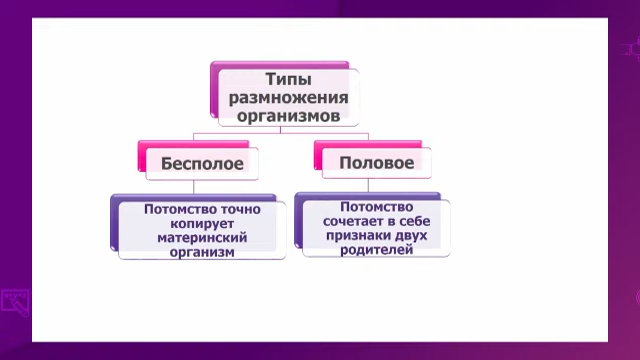 Типы
размножения
организмов
Бесполое
Половое
Потомство точно
копирует
материнский
организм
Потомство
сочетает в себе
признаки двух
родителей